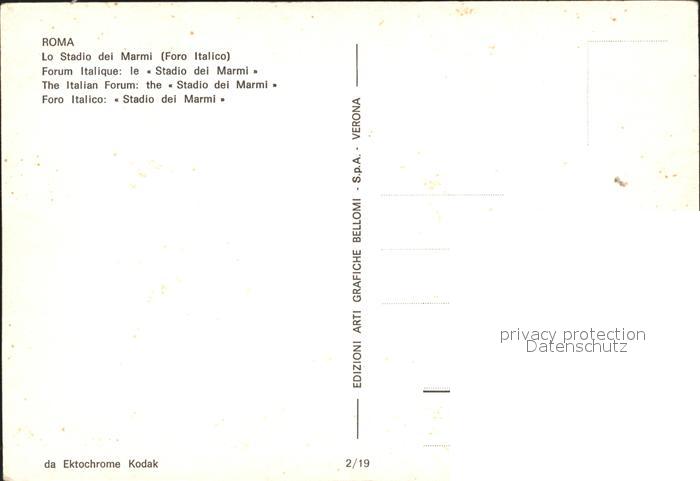 ROMA
Lo Stadio dei Marmi (Foro Italico)
Forum Italique: le « Stadio dei Marmi »
The Italian Forum: the « Stadio dei Marmi »
Foro Italico: « Stadio dei Marmi »
EDIZIONI ARTI GRAFICHE BELLOMI - S.p.A. - VERONA
privacy protection
Datenschutz
da Ektochrome Kodak
2/19